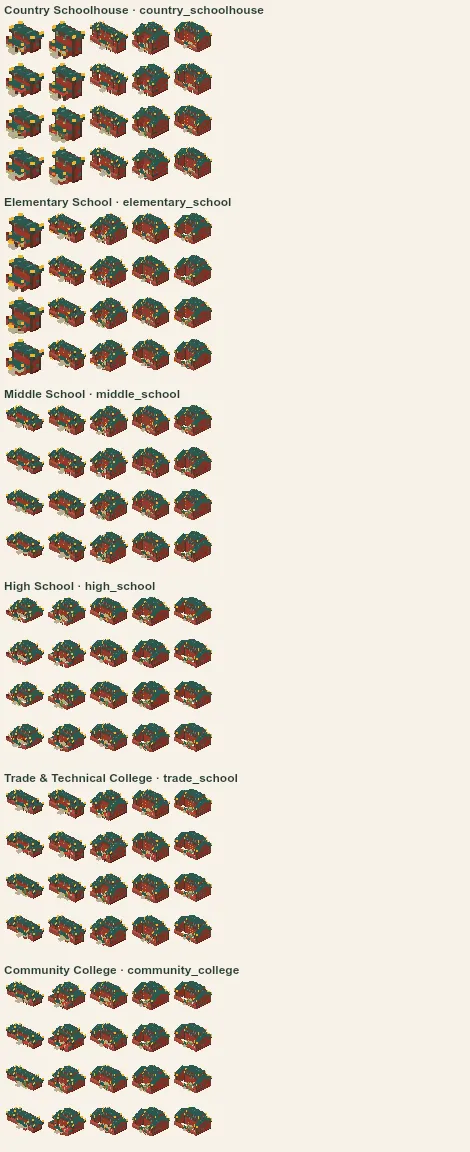 Country Schoolhouse · country_schoolhouse
Elementary School · elementary_school
Middle School · middle_school
High School · high_school
Trade & Technical College · trade_school
Community College · community_college